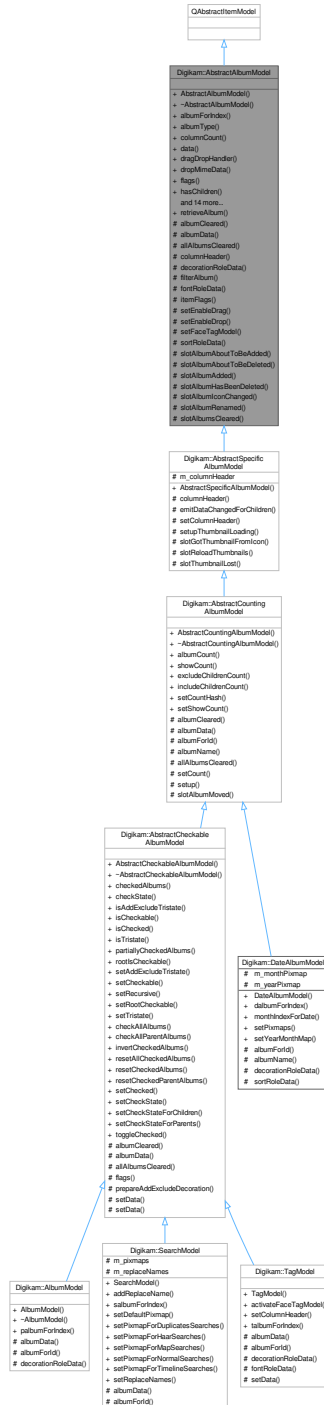 QAbstractItemModel
Digikam::AbstractAlbumModel
+ AbstractAlbumModel()
+ ~AbstractAlbumModel()
+ albumForIndex()
+ albumType()
+ columnCount()
+ data()
+ dragDropHandler()
+ dropMimeData()
+ flags()
+ hasChildren()
and 14 more...
+ retrieveAlbum()
# albumCleared()
# albumData()
# allAlbumsCleared()
# columnHeader()
# decorationRoleData()
# filterAlbum()
# fontRoleData()
# itemFlags()
# setEnableDrag()
# setEnableDrop()
# setFaceTagModel()
# sortRoleData()
# slotAlbumAboutToBeAdded()
# slotAlbumAboutToBeDeleted()
# slotAlbumAdded()
# slotAlbumHasBeenDeleted()
# slotAlbumIconChanged()
# slotAlbumRenamed()
# slotAlbumsCleared()
Digikam::AbstractSpecific
AlbumModel
# m_columnHeader
+ AbstractSpecificAlbumModel()
# columnHeader()
# emitDataChangedForChildren()
# setColumnHeader()
# setupThumbnailLoading()
# slotGotThumbnailFromIcon()
# slotReloadThumbnails()
# slotThumbnailLost()
Digikam::AbstractCounting
AlbumModel
+ AbstractCountingAlbumModel()
+ ~AbstractCountingAlbumModel()
+ albumCount()
+ showCount()
+ excludeChildrenCount()
+ includeChildrenCount()
+ setCountHash()
+ setShowCount()
# albumCleared()
# albumData()
# albumForId()
# albumName()
# allAlbumsCleared()
# setCount()
# setup()
# slotAlbumMoved()
Digikam::AbstractCheckable
AlbumModel
+ AbstractCheckableAlbumModel()
+ ~AbstractCheckableAlbumModel()
+ checkedAlbums()
+ checkState()
+ isAddExcludeTristate()
+ isCheckable()
+ isChecked()
+ isTristate()
+ partiallyCheckedAlbums()
+ rootIsCheckable()
+ setAddExcludeTristate()
+ setCheckable()
+ setRecursive()
+ setRootCheckable()
+ setTristate()
+ checkAllAlbums()
+ checkAllParentAlbums()
+ invertCheckedAlbums()
+ resetAllCheckedAlbums()
+ resetCheckedAlbums()
+ resetCheckedParentAlbums()
+ setChecked()
+ setCheckState()
+ setCheckStateForChildren()
+ setCheckStateForParents()
+ toggleChecked()
# albumCleared()
# albumData()
# allAlbumsCleared()
# flags()
# prepareAddExcludeDecoration()
# setData()
# setData()
Digikam::DateAlbumModel
# m_monthPixmap
# m_yearPixmap
+ DateAlbumModel()
+ dalbumForIndex()
+ monthIndexForDate()
+ setPixmaps()
+ setYearMonthMap()
# albumForId()
# albumName()
# decorationRoleData()
# sortRoleData()
Digikam::AlbumModel
+ AlbumModel()
+ ~AlbumModel()
+ palbumForIndex()
# albumData()
# albumForId()
# decorationRoleData()
Digikam::SearchModel
# m_pixmaps
# m_replaceNames
+ SearchModel()
+ addReplaceName()
+ salbumForIndex()
+ setDefaultPixmap()
+ setPixmapForDuplicatesSearches()
+ setPixmapForHaarSearches()
+ setPixmapForMapSearches()
+ setPixmapForNormalSearches()
+ setPixmapForTimelineSearches()
+ setReplaceNames()
# albumData()
# albumForId()
Digikam::TagModel
+ TagModel()
+ activateFaceTagModel()
+ setColumnHeader()
+ talbumForIndex()
# albumData()
# albumForId()
# decorationRoleData()
# fontRoleData()
# setData()